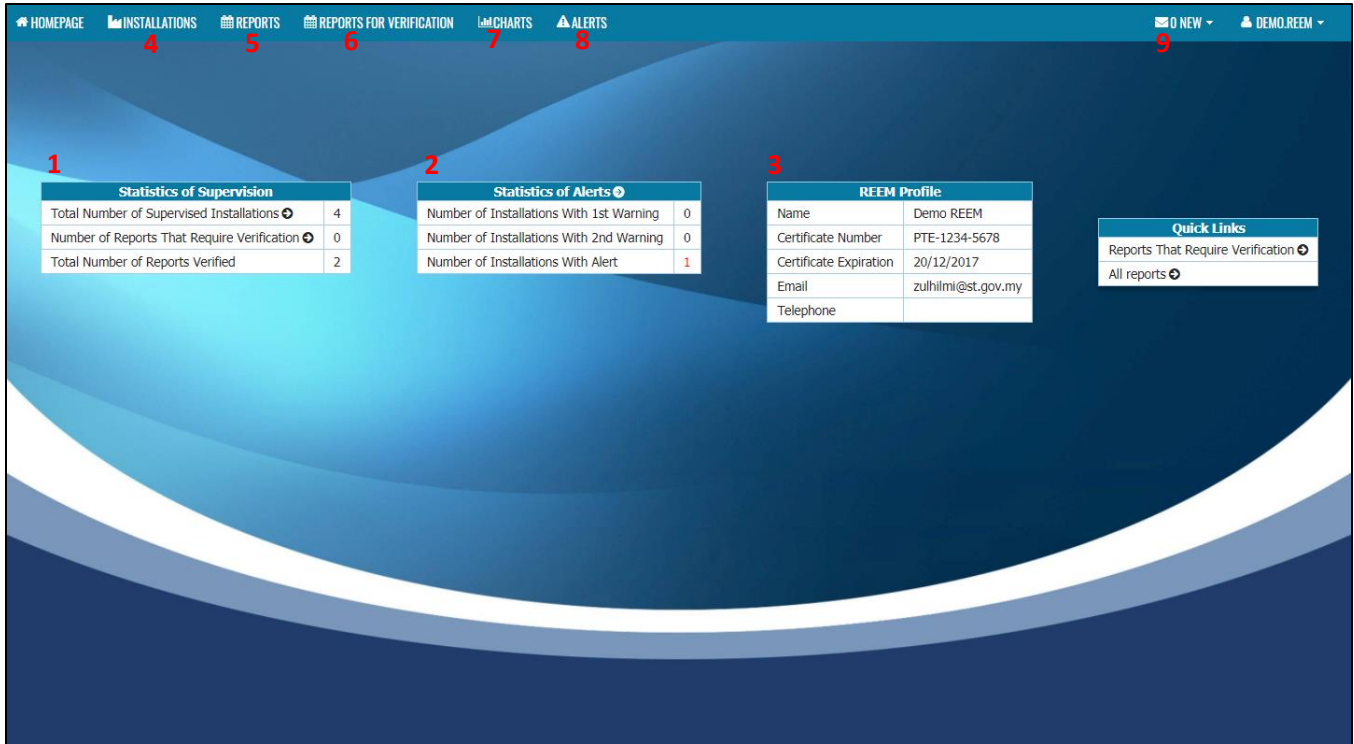 HOMEPAGE INSTALLATIONS REPORTS REPORTS FOR VERIFICATION CHARTS ALERTS 0 NEW DEMO.REEM
4 5 6 7 8 9
1
Statistics of Supervision
Total Number of Supervised Installations 4
Number of Reports That Require Verification 0
Total Number of Reports Verified 2
2
Statistics of Alerts
Number of Installations With 1st Warning 0
Number of Installations With 2nd Warning 0
Number of Installations With Alert 1
3
REEM Profile
Name Demo REEM
Certificate Number PTE-1234-5678
Certificate Expiration 20/12/2017
Email zulhilmi@st.gov.my
Telephone
Quick Links
Reports That Require Verification
All reports